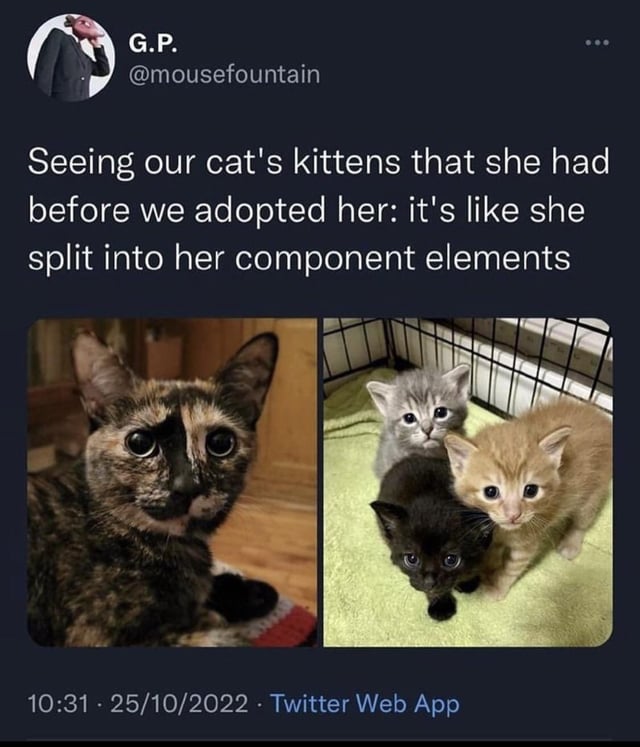 G.P.
@mousefountain
Seeing our cat's kittens that she had
before we adopted her: it's like she
split into her component elements
10:31 · 25/10/2022 · Twitter Web App